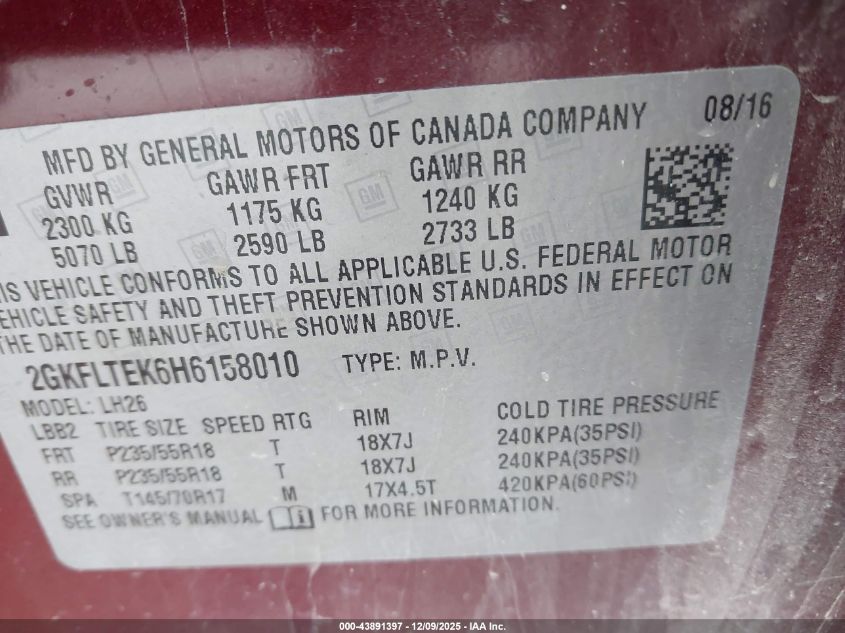 08/16
MFD BY GENERAL MOTORS OF CANADA COMPANY
GVWR GAWR FRT GAWR RR
2300 KG 1175 KG 1240 KG
5070 LB 2590 LB 2733 LB
IS VEHICLE CONFORMS TO ALL APPLICABLE U.S. FEDERAL MOTOR
EHICLE SAFETY AND THEFT PREVENTION STANDARDS IN EFFECT ON
THE DATE OF MANUFACTURE SHOWN ABOVE.
2GKFLTEK6H6158010 TYPE: M.P.V.
MODEL: LH26
LBB2 TIRE SIZE SPEED RTG RIM COLD TIRE PRESSURE
FRT P235/55R18 T 18X7J 240KPA(35PSI)
RR P235/55R18 T 18X7J 240KPA(35PSI)
SPA T145/70R17 M 17X4.5T 420KPA(60PSI)
SEE OWNER'S MANUAL FOR MORE INFORMATION.
000-43891397 - 12/09/2025 - IAA Inc.